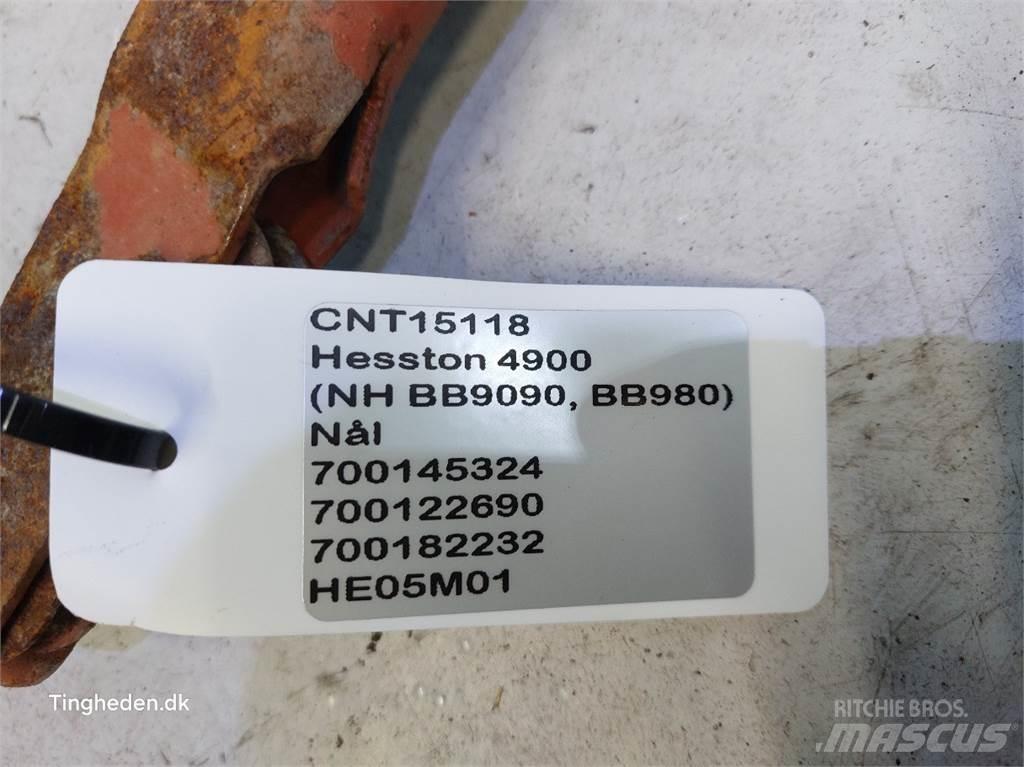 CNT15118
Hesston 4900
(NH BB9090, BB980)
Nål
700145324
700122690
700182232
HE05M01
Tingheden.dk
RITCHIE BROS.
MASCUS